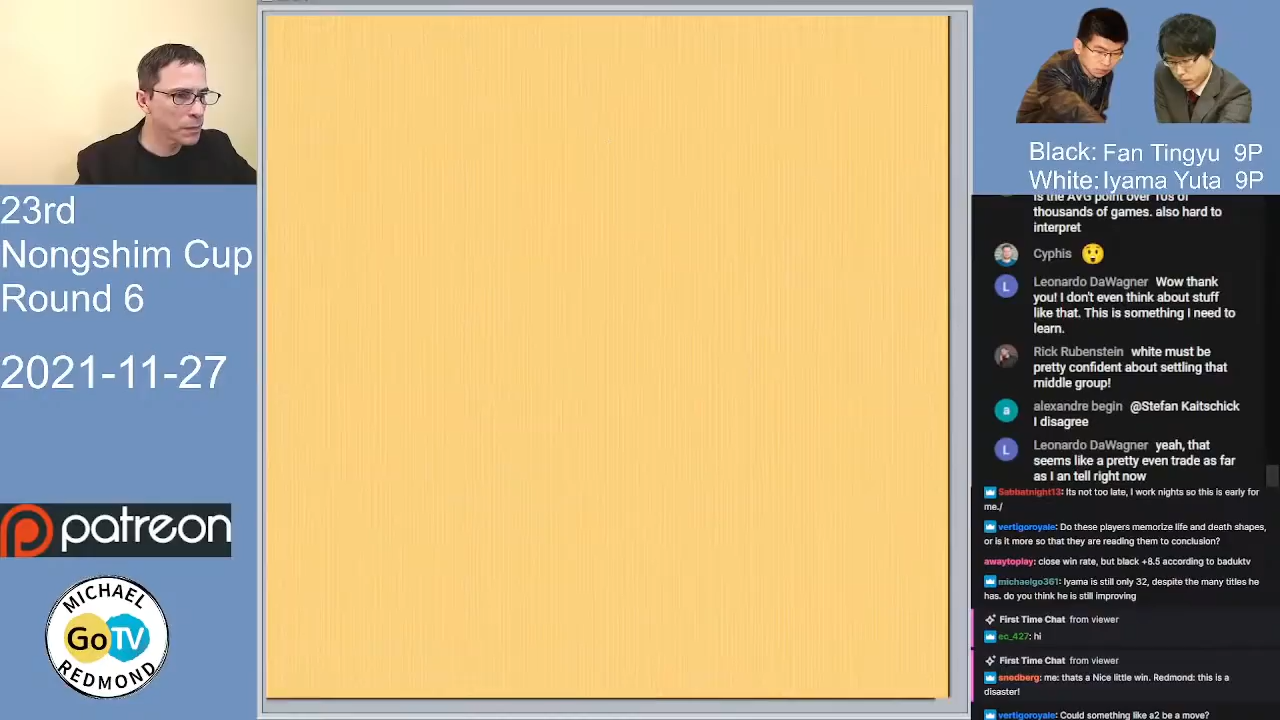 23rd
Nongshim Cup
Round 6
2021-11-27
patreon
MICHAEL
GoTV
REDMOND
Black: Fan Tingyu 9P
White: Iyama Yuta 9P
is the AVG point over 10s of
thousands of games. also hard to
interpret
Cyphis
L
Leonardo DaWagner Wow thank
you! I don't even think about stuff
like that. This is something I need to
learn.
Rick Rubenstein white must be
pretty confident about settling that
middle group!
a
alexandre begin @Stefan Kaitschick
I disagree
L
Leonardo DaWagner yeah, that
seems like a pretty even trade as far
as I an tell right now
Sabbatnight13: Its not too late, I work nights so this is early for
me./
vertigoroyale: Do these players memorize life and death shapes,
or is it more so that they are reading them to conclusion?
awaytoplay: close win rate, but black +8.5 according to baduktv
michaelgo361: Iyama is still only 32, despite the many titles he
has. do you think he is still improving
First Time Chat from viewer
ec_427: hi
First Time Chat from viewer
snedberg: me: thats a Nice little win. Redmond: this is a
disaster!
vertigoroyale: Could something like a2 be a move?